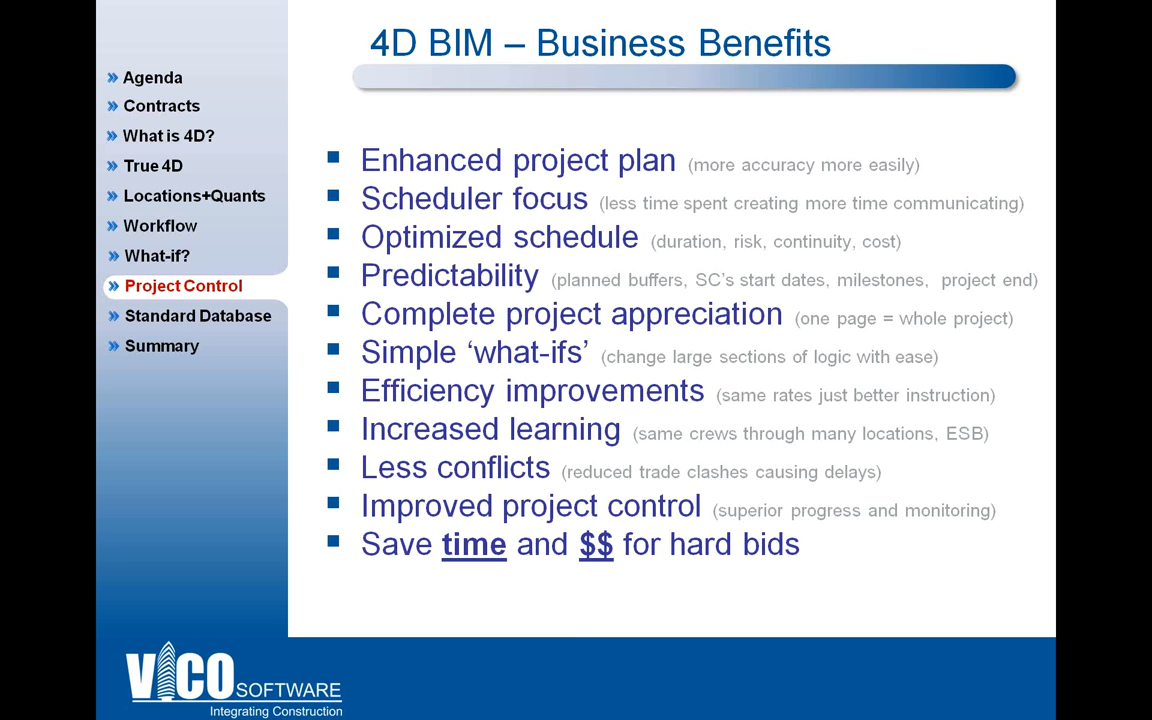 4D BIM – Business Benefits
» Agenda
» Contracts
» What is 4D?
» True 4D
» Locations+Quants
» Workflow
» What-if?
» Project Control
» Standard Database
» Summary
Enhanced project plan (more accuracy more easily)
Scheduler focus (less time spent creating more time communicating)
Optimized schedule (duration, risk, continuity, cost)
Predictability (planned buffers, SC's start dates, milestones, project end)
Complete project appreciation (one page = whole project)
Simple ‘what-ifs’ (change large sections of logic with ease)
Efficiency improvements (same rates just better instruction)
Increased learning (same crews through many locations, ESB)
Less conflicts (reduced trade clashes causing delays)
Improved project control (superior progress and monitoring)
Save time and $$ for hard bids
VICO SOFTWARE
Integrating Construction